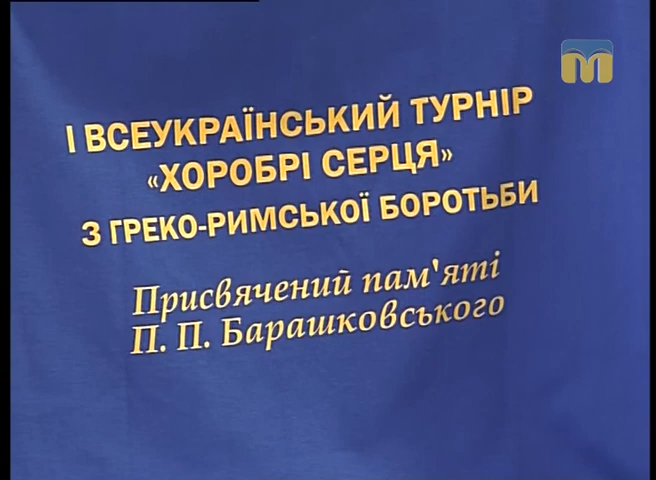 І ВСЕУКРАЇНСЬКИЙ ТУРНІР
«ХОРОБРІ СЕРЦЯ»
З ГРЕКО-РИМСЬКОЇ БОРОТЬБИ
Присвячений пам'яті
П. П. Барашковського